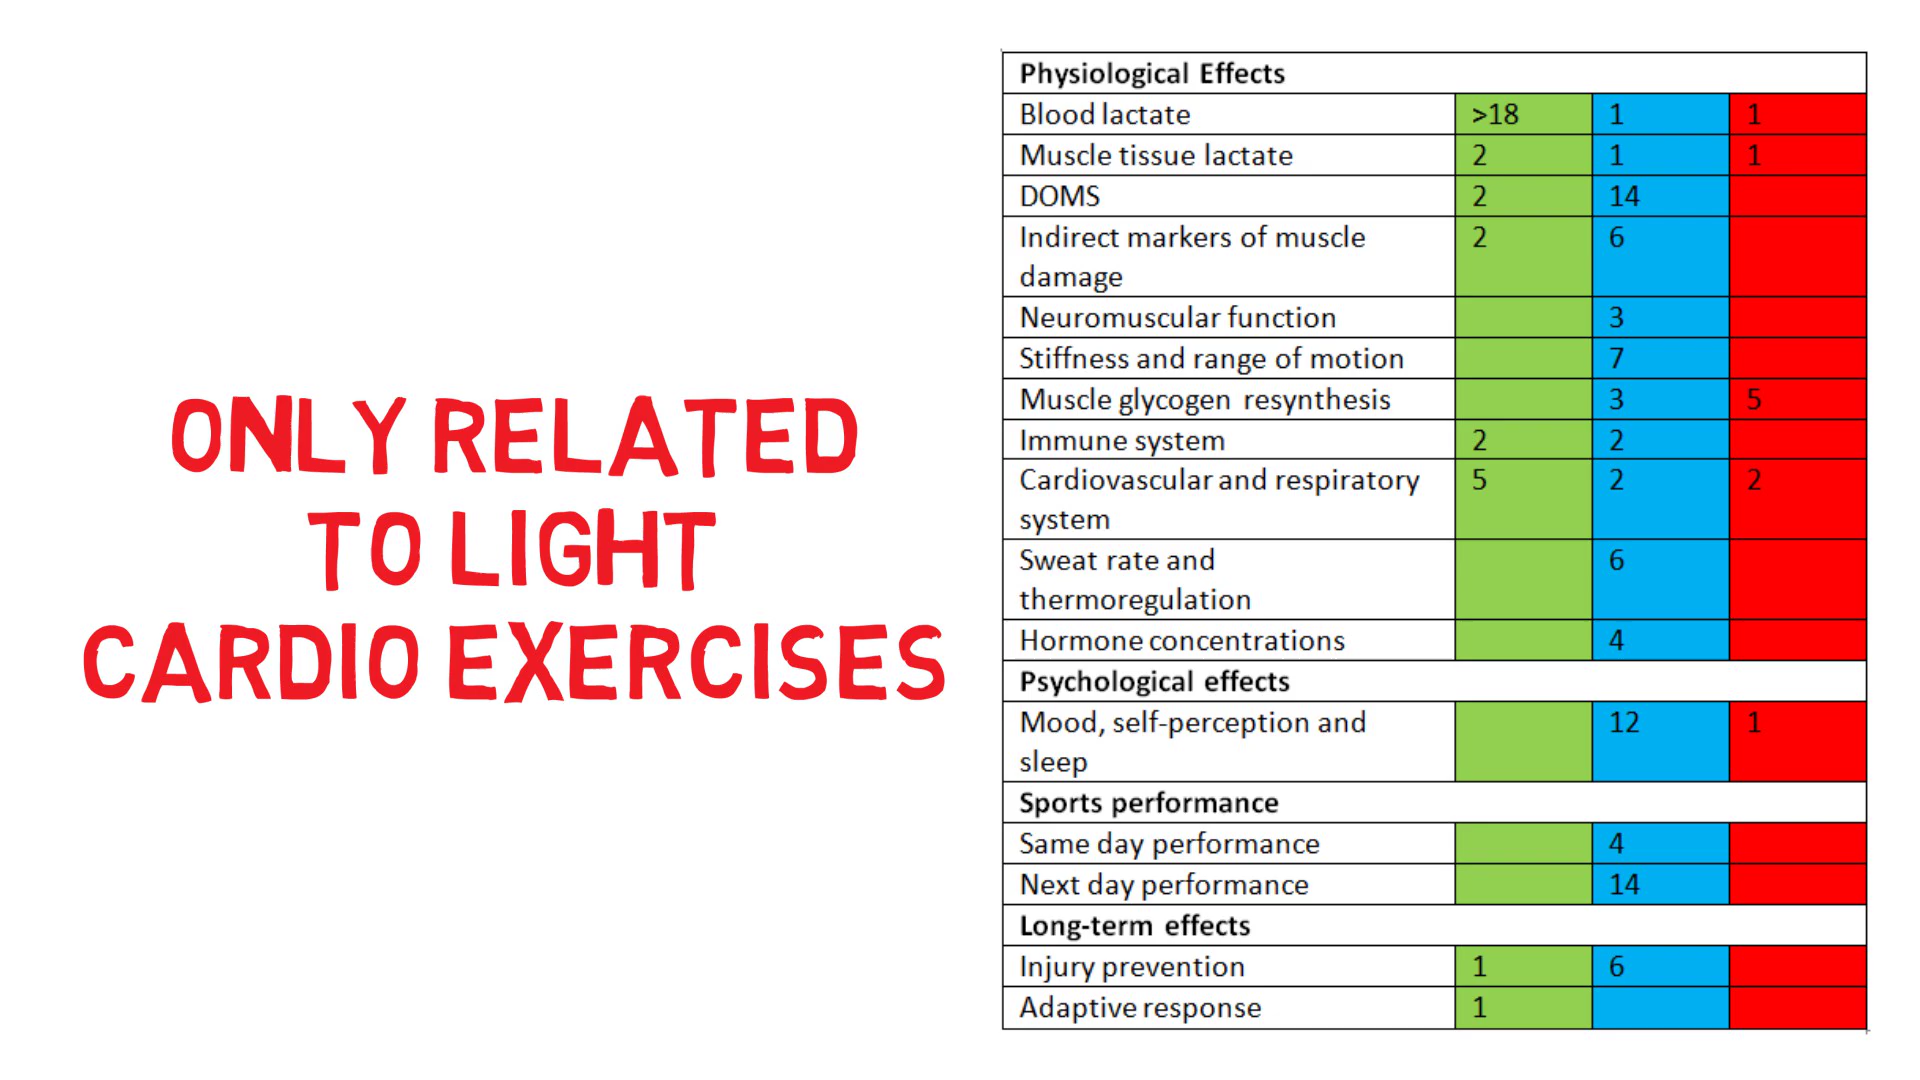 ONLY RELATED
TO LIGHT
CARDIO EXERCISES
Physiological Effects
Blood lactate >18 1 1
Muscle tissue lactate 2 1 1
DOMS 2 14
Indirect markers of muscle 2 6
damage
Neuromuscular function 3
Stiffness and range of motion 7
Muscle glycogen resynthesis 3 5
Immune system 2 2
Cardiovascular and respiratory 5 2 2
system
Sweat rate and 6
thermoregulation
Hormone concentrations 4
Psychological effects
Mood, self-perception and 12 1
sleep
Sports performance
Same day performance 4
Next day performance 14
Long-term effects
Injury prevention 1 6
Adaptive response 1